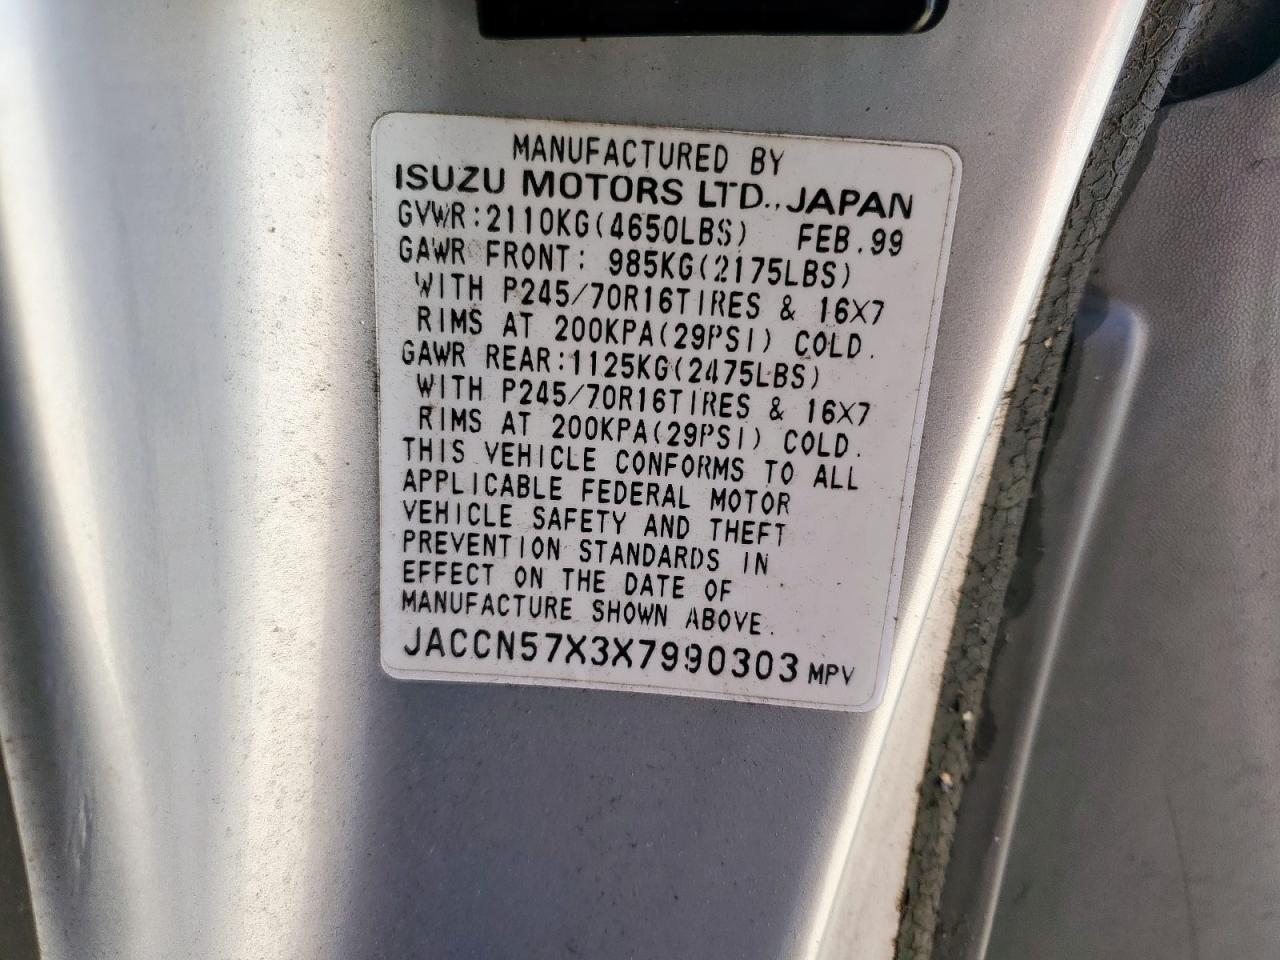 MANUFACTURED BY
ISUZU MOTORS LTD., JAPAN
GVWR:2110KG(4650LBS) FEB.99
GAWR FRONT: 985KG(2175LBS)
WITH P245/70R16TIRES & 16X7
RIMS AT 200KPA(29PSI) COLD.
GAWR REAR:1125KG(2475LBS)
WITH P245/70R16TIRES & 16X7
RIMS AT 200KPA(29PSI) COLD.
THIS VEHICLE CONFORMS TO ALL
APPLICABLE FEDERAL MOTOR
VEHICLE SAFETY AND THEFT
PREVENTION STANDARDS IN
EFFECT ON THE DATE OF
MANUFACTURE SHOWN ABOVE.
JACCN57X3X7990303 MPV